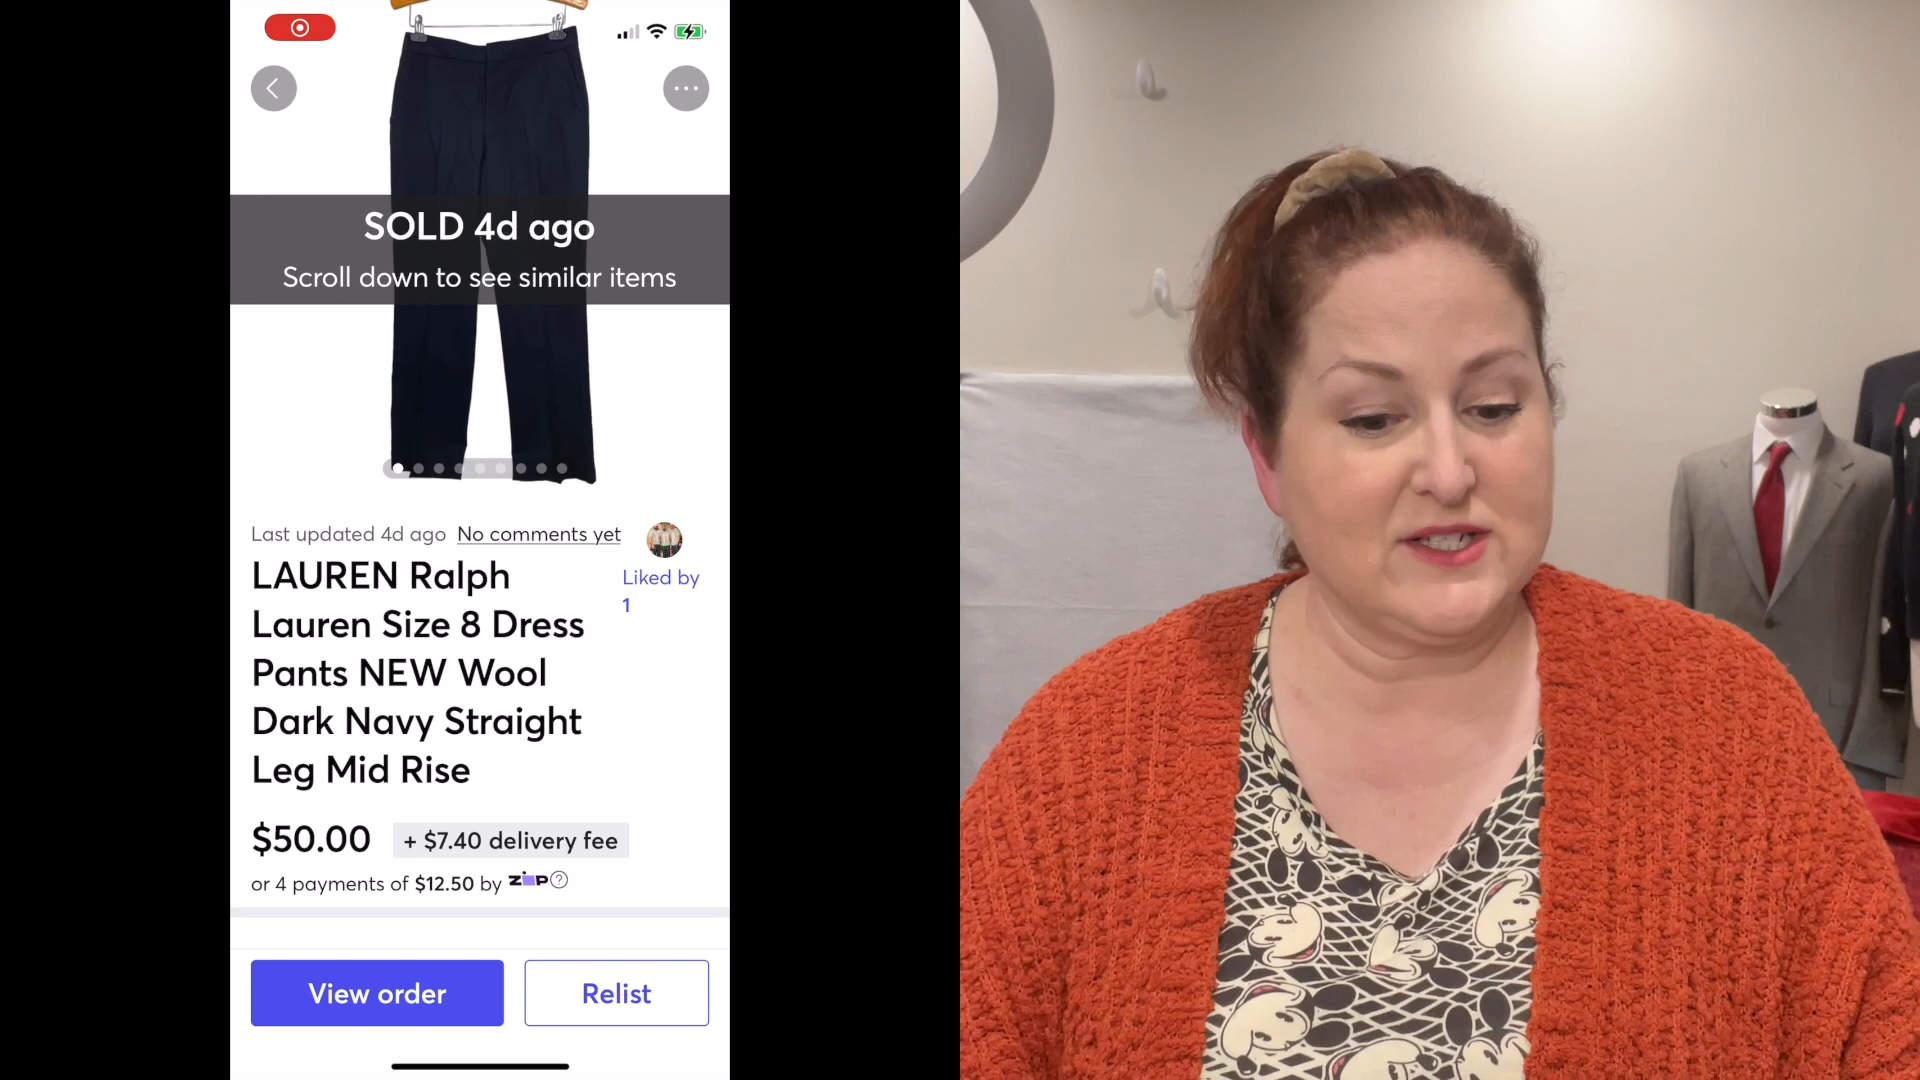 SOLD 4d ago
Scroll down to see similar items
Last updated 4d ago No comments yet
Liked by
1
LAUREN Ralph
Lauren Size 8 Dress
Pants NEW Wool
Dark Navy Straight
Leg Mid Rise
$50.00 + $7.40 delivery fee
or 4 payments of $12.50 by zip ?
View order
Relist